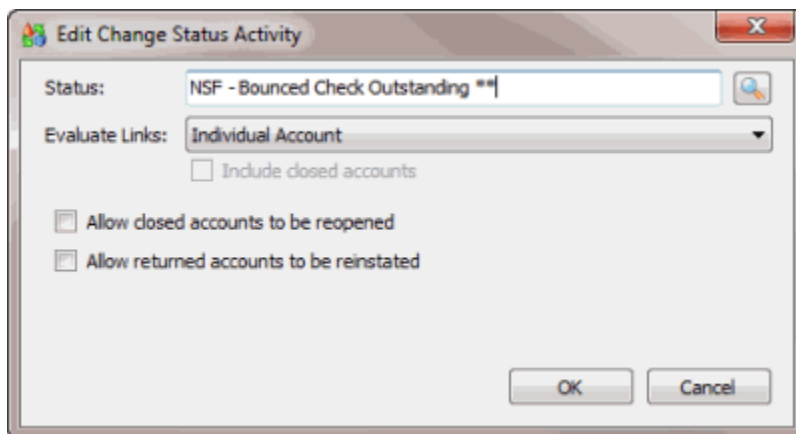 Edit Change Status Activity
Status: NSF - Bounced Check Outstanding **
Evaluate Links: Individual Account
Include closed accounts
Allow closed accounts to be reopened
Allow returned accounts to be reinstated
OK Cancel